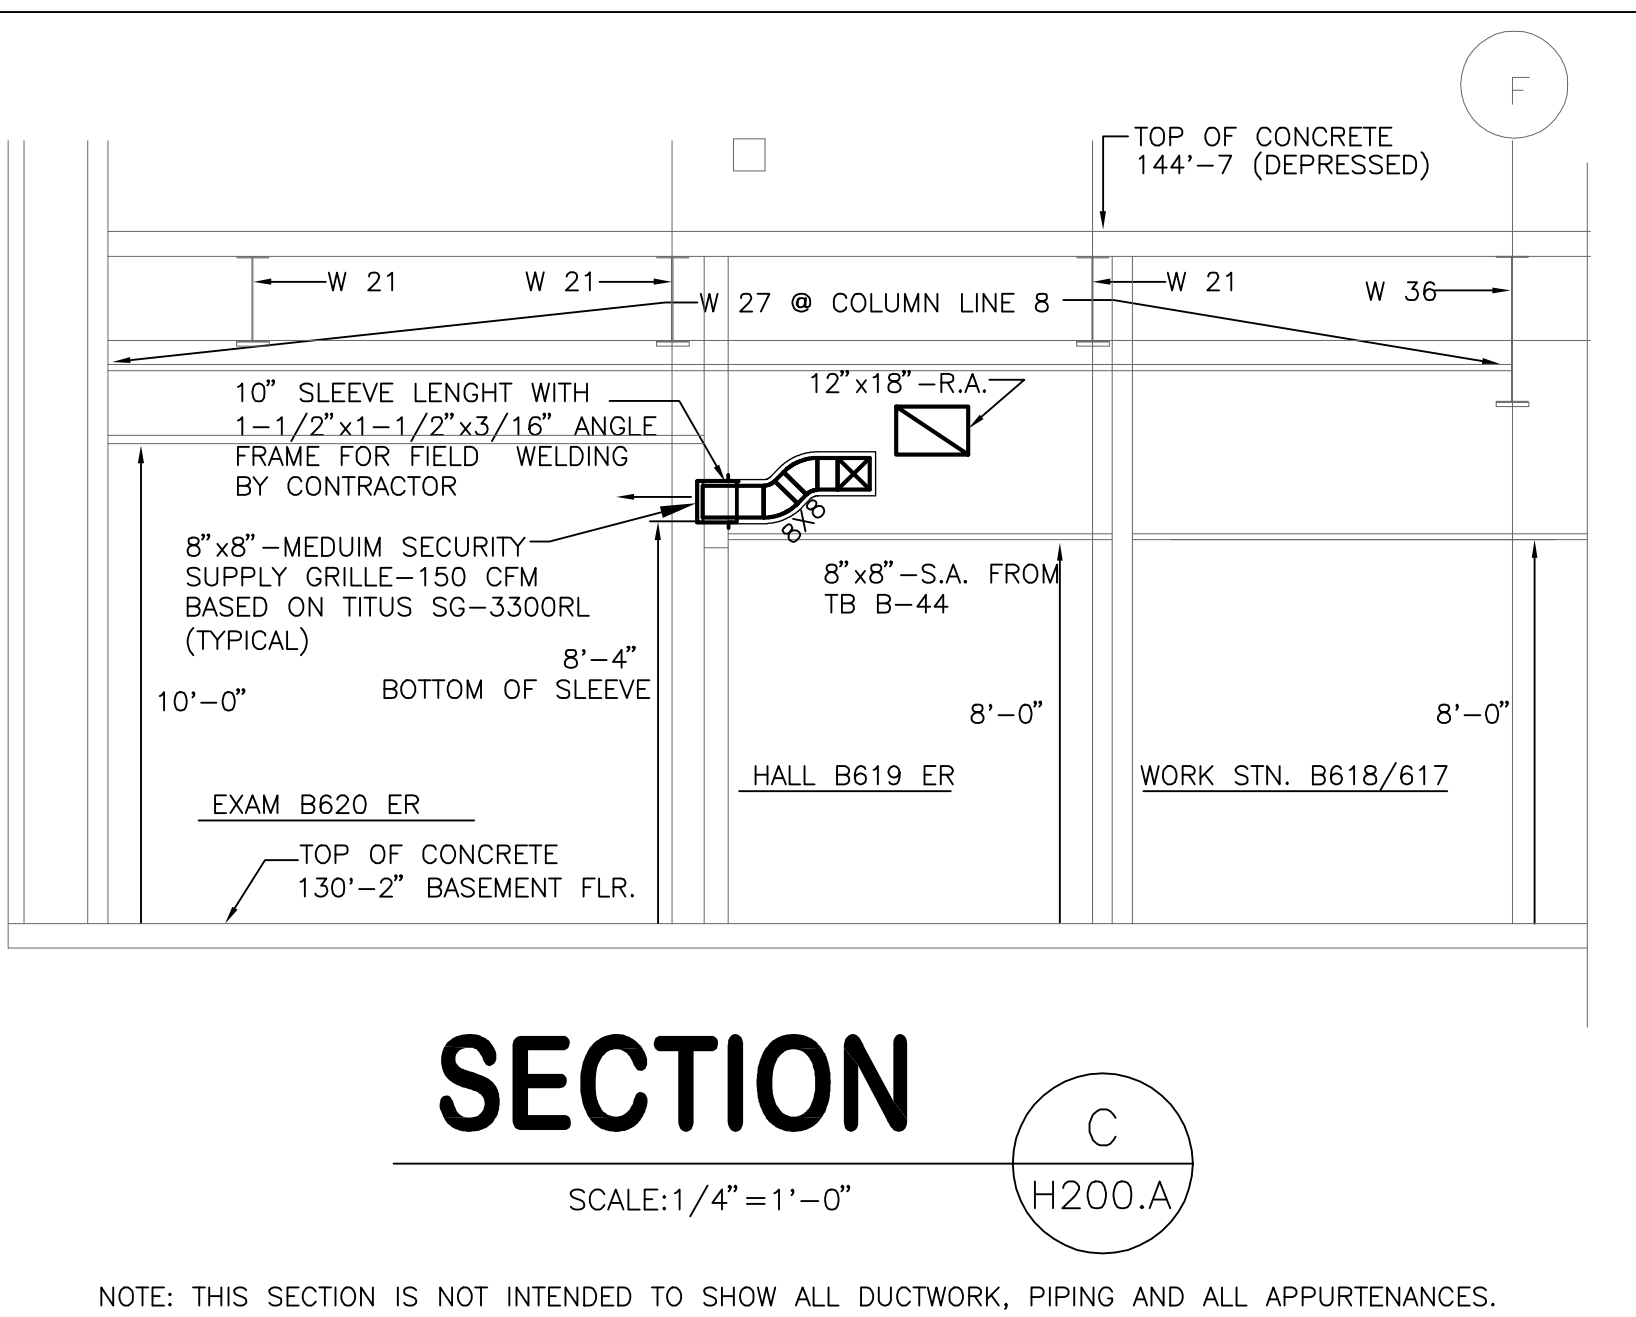 F
TOP OF CONCRETE
144'-7 (DEPRESSED)
W 21
W 21
W 21
W 36
W 27 @ COLUMN LINE 8
12"x18"-R.A.
10" SLEEVE LENGHT WITH
1-1/2"x1-1/2"x3/16" ANGLE
FRAME FOR FIELD WELDING
BY CONTRACTOR
8X8
8"x8"-MEDUIM SECURITY
SUPPLY GRILLE-150 CFM
BASED ON TITUS SG-3300RL
(TYPICAL)
8"x8"-S.A. FROM
TB B-44
8'-4"
BOTTOM OF SLEEVE
10'-0"
8'-0"
8'-0"
HALL B619 ER
WORK STN. B618/617
EXAM B620 ER
TOP OF CONCRETE
130'-2" BASEMENT FLR.
SECTION
C
H200.A
SCALE:1/4"=1'-0"
NOTE: THIS SECTION IS NOT INTENDED TO SHOW ALL DUCTWORK, PIPING AND ALL APPURTENANCES.